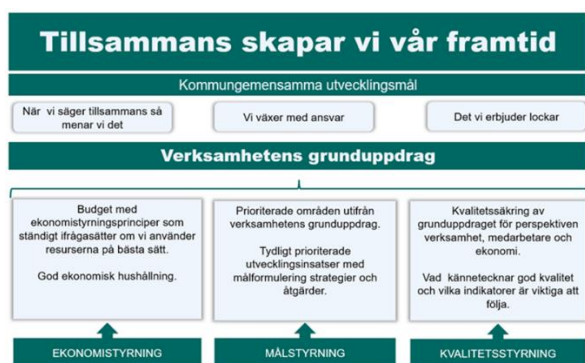 Tillsammans skapar vi vår framtid
Kommungemensamma utvecklingsmål
När vi säger tillsammans så
menar vi det
Vi växer med ansvar
Det vi erbjuder lockar
Verksamhetens grunduppdrag
Budget med
ekonomistyrningsprinciper som
ständigt ifrågasätter om vi använder
resurserna på bästa sätt.
God ekonomisk hushållning.
Prioriterade områden utifrån
verksamhetens grunduppdrag.
Tydligt prioriterade
utvecklingsinsatser med
målformulering strategier och
åtgärder.
Kvalitetssäkring av
grunduppdraget för perspektiven
verksamhet, medarbetare och
ekonomi.
Vad kännetecknar god kvalitet
och vilka indikatorer är viktiga att
följa.
EKONOMISTYRNING
MÅLSTYRNING
KVALITETSSTYRNING